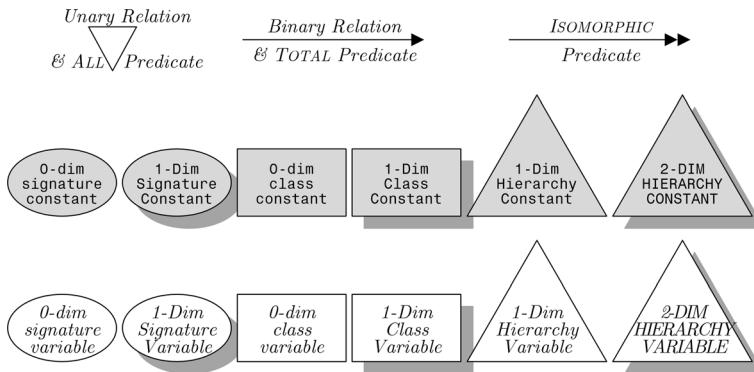 Unary Relation
& ALL Predicate
Binary Relation
& TOTAL Predicate
ISOMORPHIC
Predicate
0-dim
signature
constant
1-Dim
Signature
Constant
0-dim
class
constant
1-Dim
Class
Constant
1-Dim
Hierarchy
Constant
2-DIM
HIERARCHY
CONSTANT
0-dim
signature
variable
1-Dim
Signature
Variable
0-dim
class
variable
1-Dim
Class
Variable
1-Dim
Hierarchy
Variable
2-DIM
HIERARCHY
VARIABLE